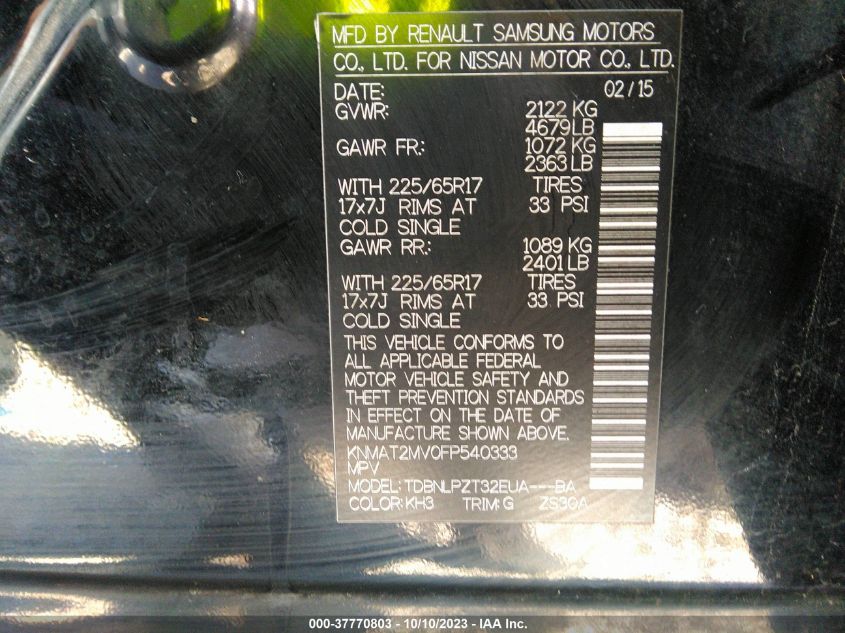 MFD BY RENAULT SAMSUNG MOTORS
CO., LTD. FOR NISSAN MOTOR CO., LTD.
DATE: 02/15
GVWR: 2122 KG
4679 LB
GAWR FR.: 1072 KG
2363 LB
WITH 225/65R17 TIRES
17x7J RIMS AT 33 PSI
COLD SINGLE
GAWR RR.: 1089 KG
2401 LB
WITH 225/65R17 TIRES
17x7J RIMS AT 33 PSI
COLD SINGLE
THIS VEHICLE CONFORMS TO
ALL APPLICABLE FEDERAL
MOTOR VEHICLE SAFETY AND
THEFT PREVENTION STANDARDS
IN EFFECT ON THE DATE OF
MANUFACTURE SHOWN ABOVE.
KNMAT2MV0FP540333
MPV
MODEL: TDBNLPZT32EUA---BA
COLOR: KH3 TRIM: G ZS30A
000-37770803 - 10/10/2023 - IAA Inc.